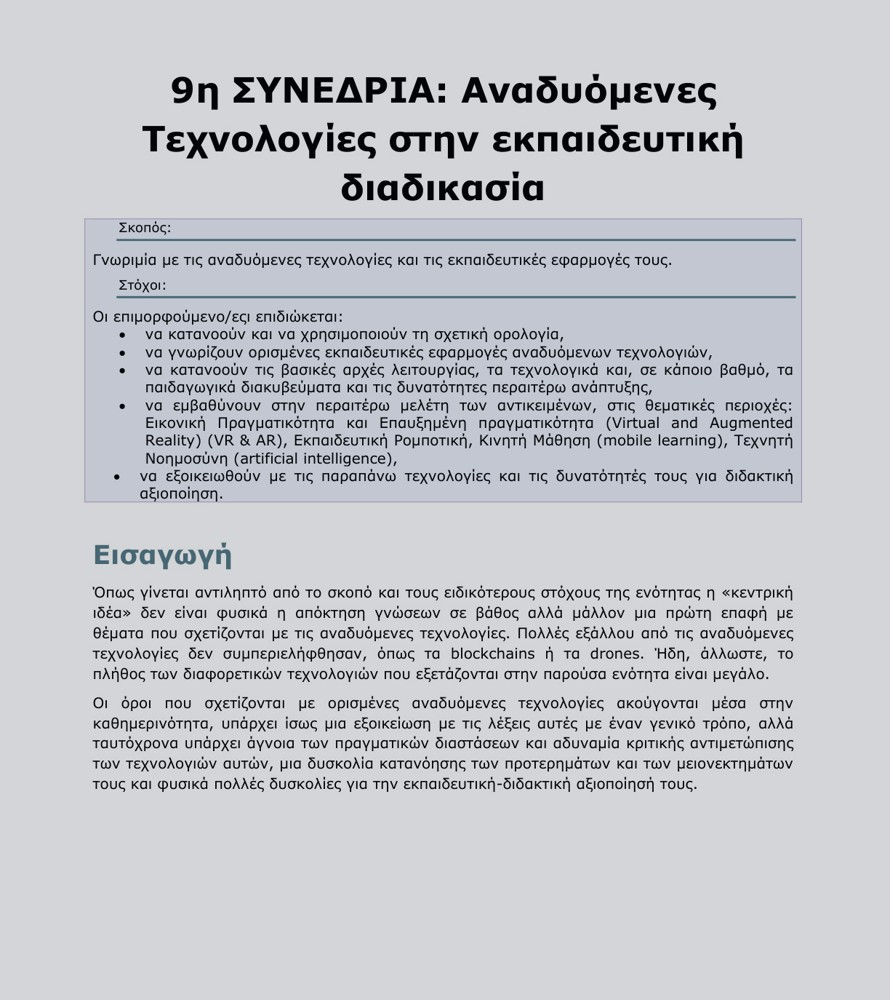 9η ΣΥΝΕΔΡΙΑ: Αναδυόμενες
Τεχνολογίες στην εκπαιδευτική
διαδικασία
Σκοπός:
Γνωριμία με τις αναδυόμενες τεχνολογίες και τις εκπαιδευτικές εφαρμογές τους.
Στόχοι:
Οι επιμορφούμενο/εςι επιδιώκεται:
• να κατανοούν και να χρησιμοποιούν τη σχετική ορολογία,
• να γνωρίζουν ορισμένες εκπαιδευτικές εφαρμογές αναδυόμενων τεχνολογιών,
• να κατανοούν τις βασικές αρχές λειτουργίας, τα τεχνολογικά και, σε κάποιο βαθμό, τα
παιδαγωγικά διακυβεύματα και τις δυνατότητες περαιτέρω ανάπτυξης,
• να εμβαθύνουν στην περαιτέρω μελέτη των αντικειμένων, στις θεματικές περιοχές:
Εικονική Πραγματικότητα και Επαυξημένη πραγματικότητα (Virtual and Augmented
Reality) (VR & AR), Εκπαιδευτική Ρομποτική, Κινητή Μάθηση (mobile learning), Τεχνητή
Νοημοσύνη (artificial intelligence),
• να εξοικειωθούν με τις παραπάνω τεχνολογίες και τις δυνατότητές τους για διδακτική
αξιοποίηση.
Εισαγωγή
Όπως γίνεται αντιληπτό από το σκοπό και τους ειδικότερους στόχους της ενότητας η «κεντρική
ιδέα» δεν είναι φυσικά η απόκτηση γνώσεων σε βάθος αλλά μάλλον μια πρώτη επαφή με
θέματα που σχετίζονται με τις αναδυόμενες τεχνολογίες. Πολλές εξάλλου από τις αναδυόμενες
τεχνολογίες δεν συμπεριελήφθησαν, όπως τα blockchains ή τα drones. Ήδη, άλλωστε, το
πλήθος των διαφορετικών τεχνολογιών που εξετάζονται στην παρούσα ενότητα είναι μεγάλο.
Οι όροι που σχετίζονται με ορισμένες αναδυόμενες τεχνολογίες ακούγονται μέσα στην
καθημερινότητα, υπάρχει ίσως μια εξοικείωση με τις λέξεις αυτές με έναν γενικό τρόπο, αλλά
ταυτόχρονα υπάρχει άγνοια των πραγματικών διαστάσεων και αδυναμία κριτικής αντιμετώπισης
των τεχνολογιών αυτών, μια δυσκολία κατανόησης των προτερημάτων και των μειονεκτημάτων
τους και φυσικά πολλές δυσκολίες για την εκπαιδευτική-διδακτική αξιοποίησή τους.